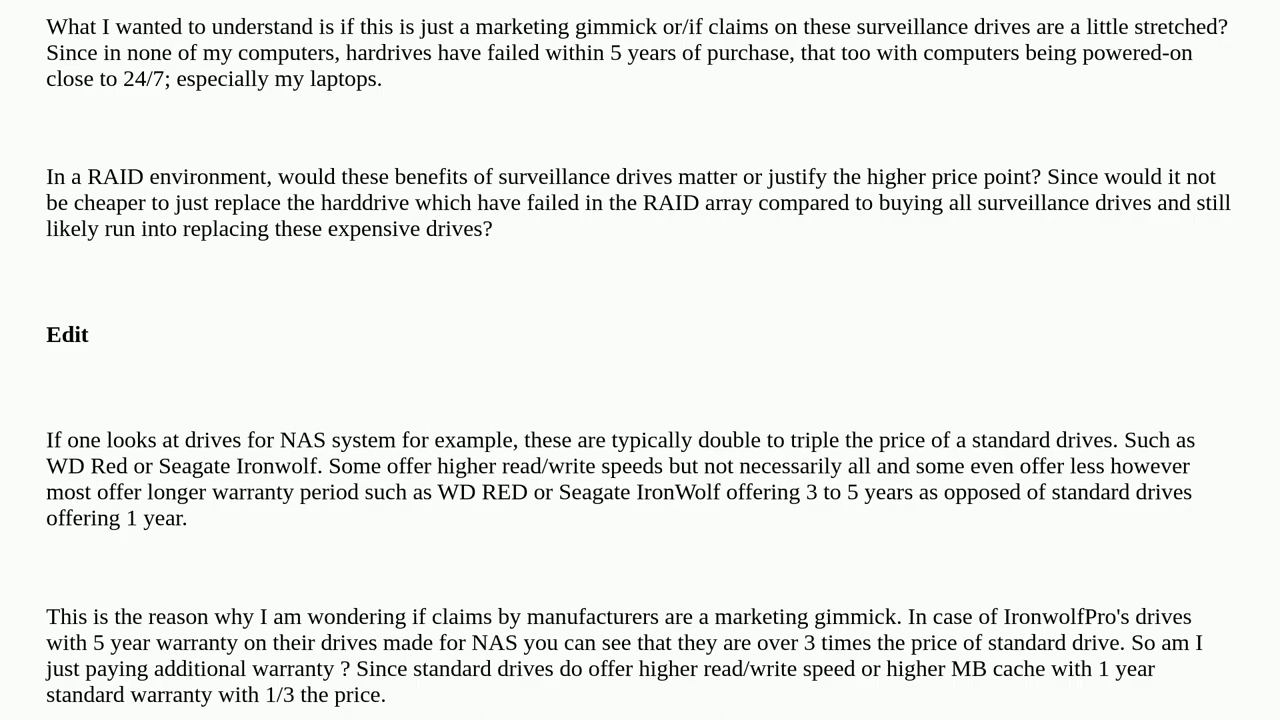 What I wanted to understand is if this is just a marketing gimmick or/if claims on these surveillance drives are a little stretched?
Since in none of my computers, hardrives have failed within 5 years of purchase, that too with computers being powered-on
close to 24/7; especially my laptops.
In a RAID environment, would these benefits of surveillance drives matter or justify the higher price point? Since would it not
be cheaper to just replace the harddrive which have failed in the RAID array compared to buying all surveillance drives and still
likely run into replacing these expensive drives?
Edit
If one looks at drives for NAS system for example, these are typically double to triple the price of a standard drives. Such as
WD Red or Seagate Ironwolf. Some offer higher read/write speeds but not necessarily all and some even offer less however
most offer longer warranty period such as WD RED or Seagate IronWolf offering 3 to 5 years as opposed of standard drives
offering 1 year.
This is the reason why I am wondering if claims by manufacturers are a marketing gimmick. In case of IronwolfPro's drives
with 5 year warranty on their drives made for NAS you can see that they are over 3 times the price of standard drive. So am I
just paying additional warranty ? Since standard drives do offer higher read/write speed or higher MB cache with 1 year
standard warranty with 1/3 the price.